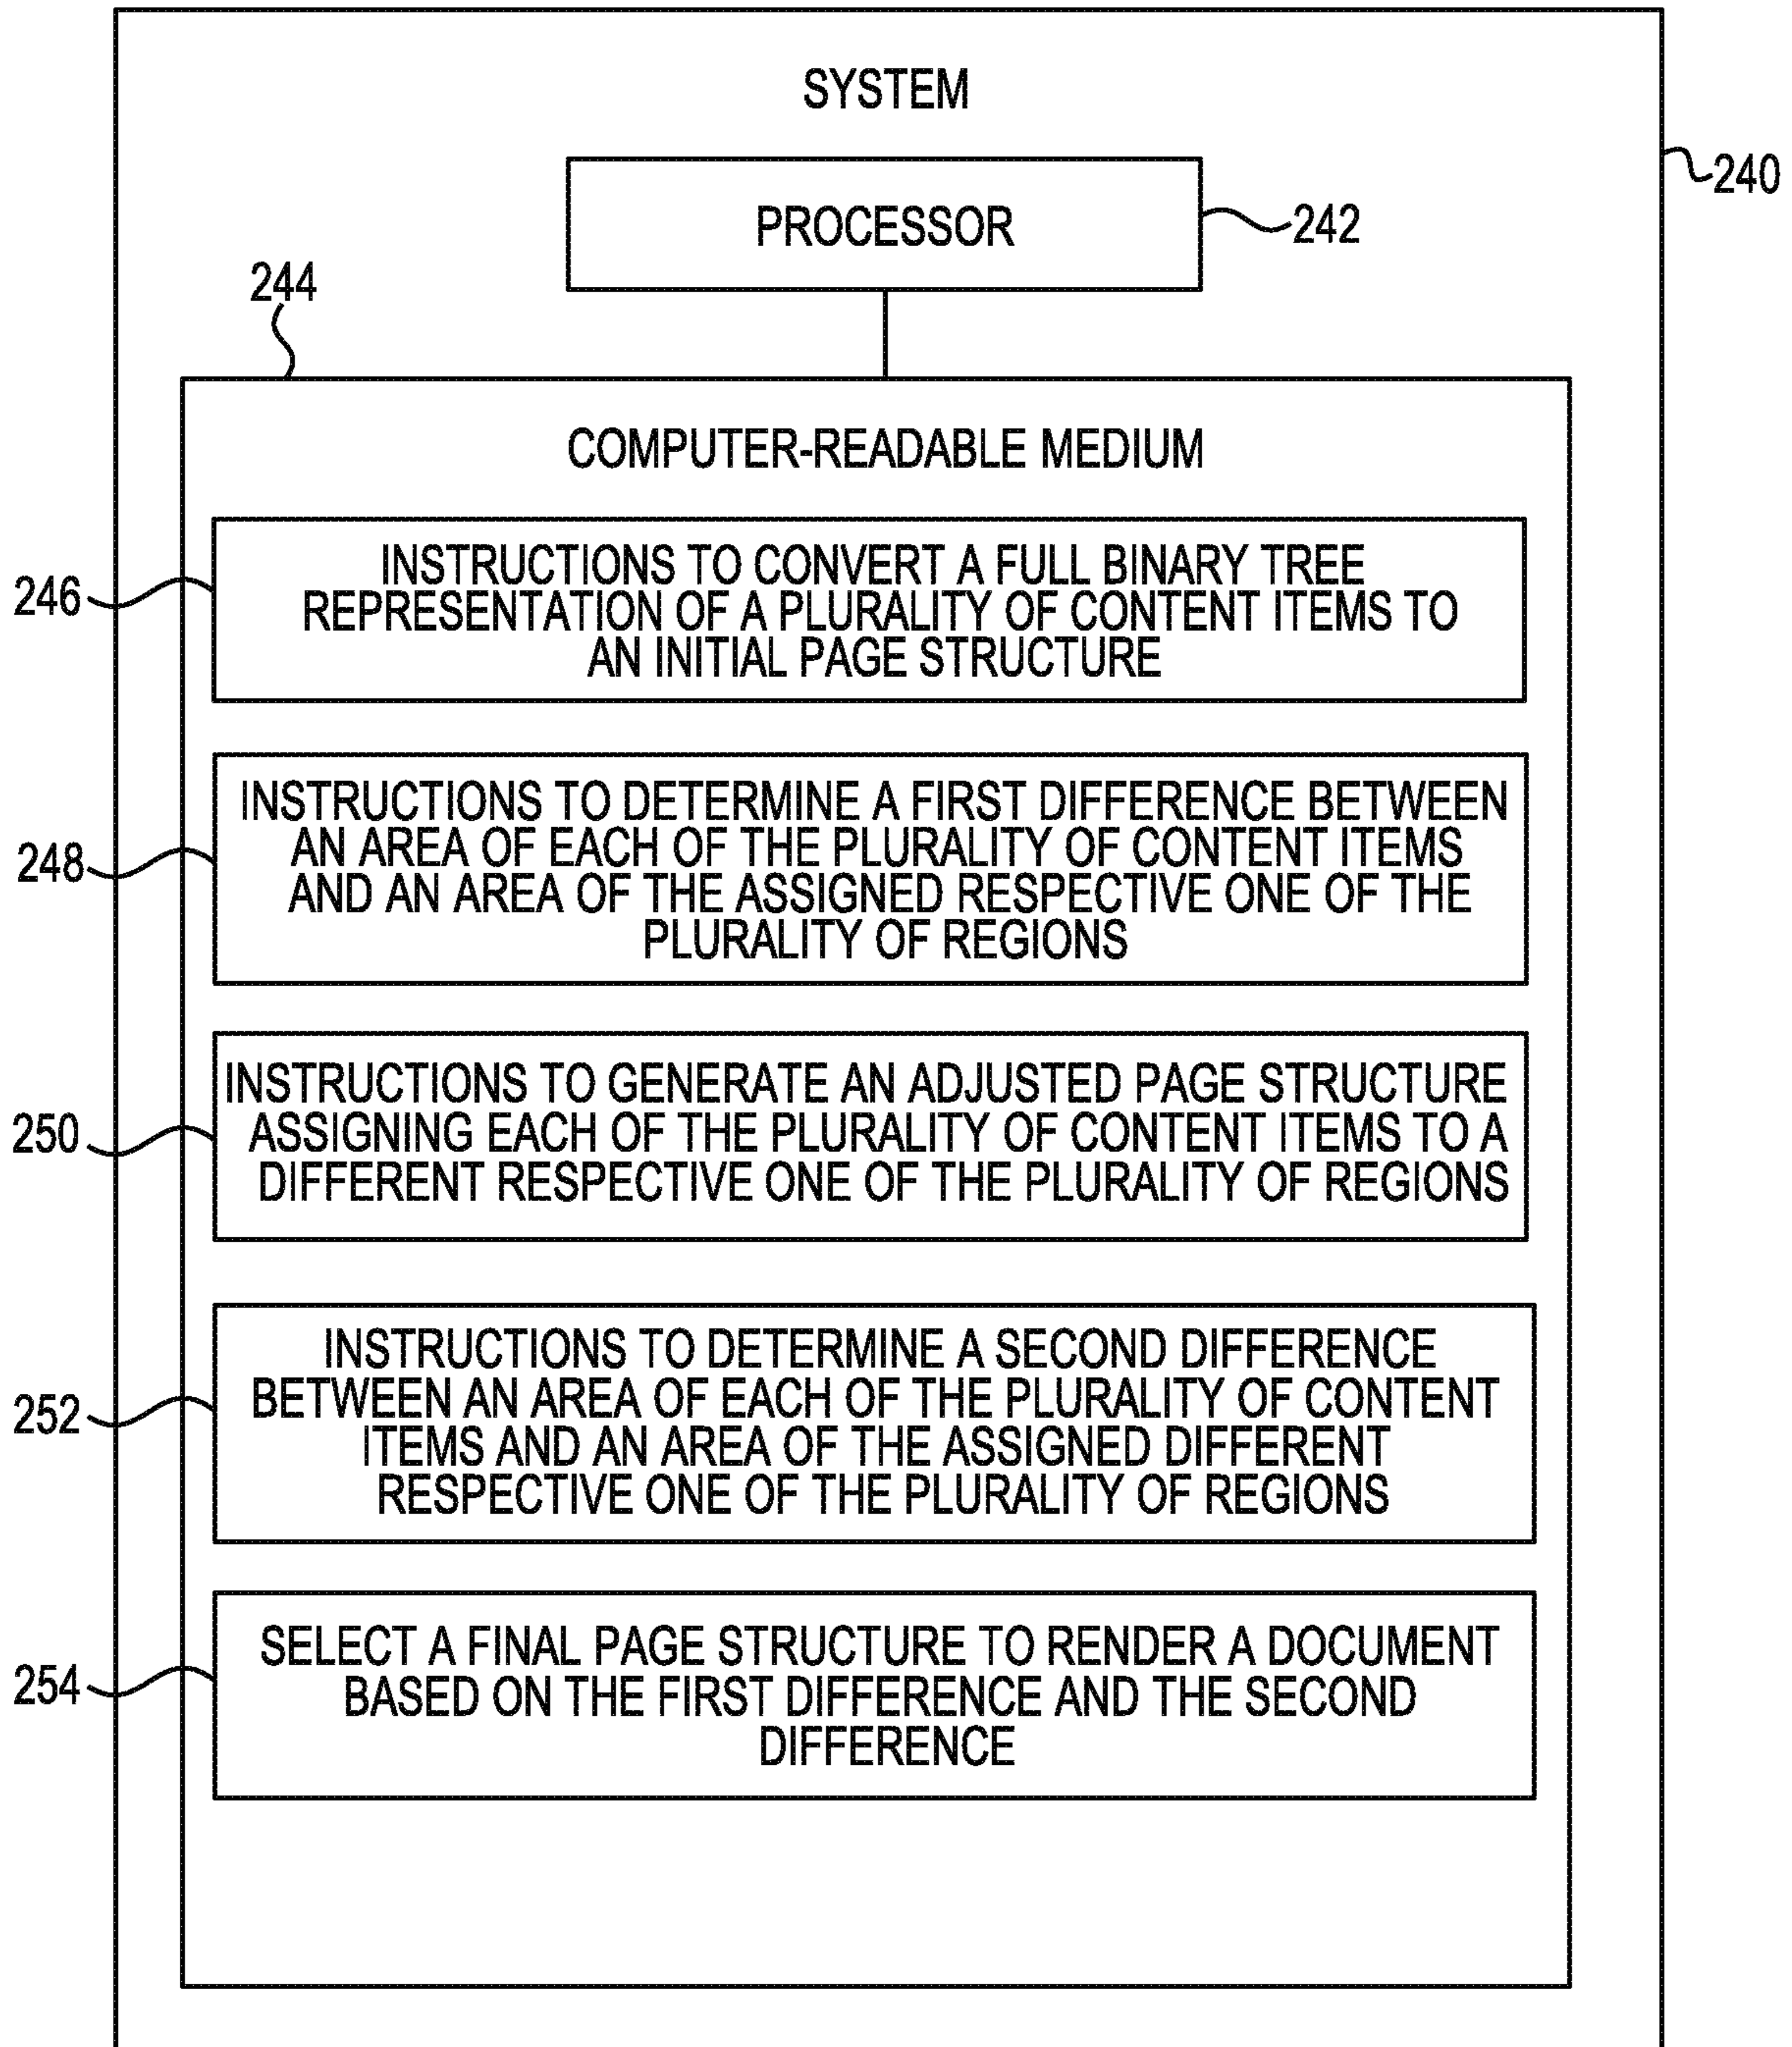 SYSTEM
240
PROCESSOR
242
244
COMPUTER-READABLE MEDIUM
246
INSTRUCTIONS TO CONVERT A FULL BINARY TREE
REPRESENTATION OF A PLURALITY OF CONTENT ITEMS TO
AN INITIAL PAGE STRUCTURE
248
INSTRUCTIONS TO DETERMINE A FIRST DIFFERENCE BETWEEN
AN AREA OF EACH OF THE PLURALITY OF CONTENT ITEMS
AND AN AREA OF THE ASSIGNED RESPECTIVE ONE OF THE
PLURALITY OF REGIONS
250
INSTRUCTIONS TO GENERATE AN ADJUSTED PAGE STRUCTURE
ASSIGNING EACH OF THE PLURALITY OF CONTENT ITEMS TO A
DIFFERENT RESPECTIVE ONE OF THE PLURALITY OF REGIONS
252
INSTRUCTIONS TO DETERMINE A SECOND DIFFERENCE
BETWEEN AN AREA OF EACH OF THE PLURALITY OF CONTENT
ITEMS AND AN AREA OF THE ASSIGNED DIFFERENT
RESPECTIVE ONE OF THE PLURALITY OF REGIONS
254
SELECT A FINAL PAGE STRUCTURE TO RENDER A DOCUMENT
BASED ON THE FIRST DIFFERENCE AND THE SECOND
DIFFERENCE